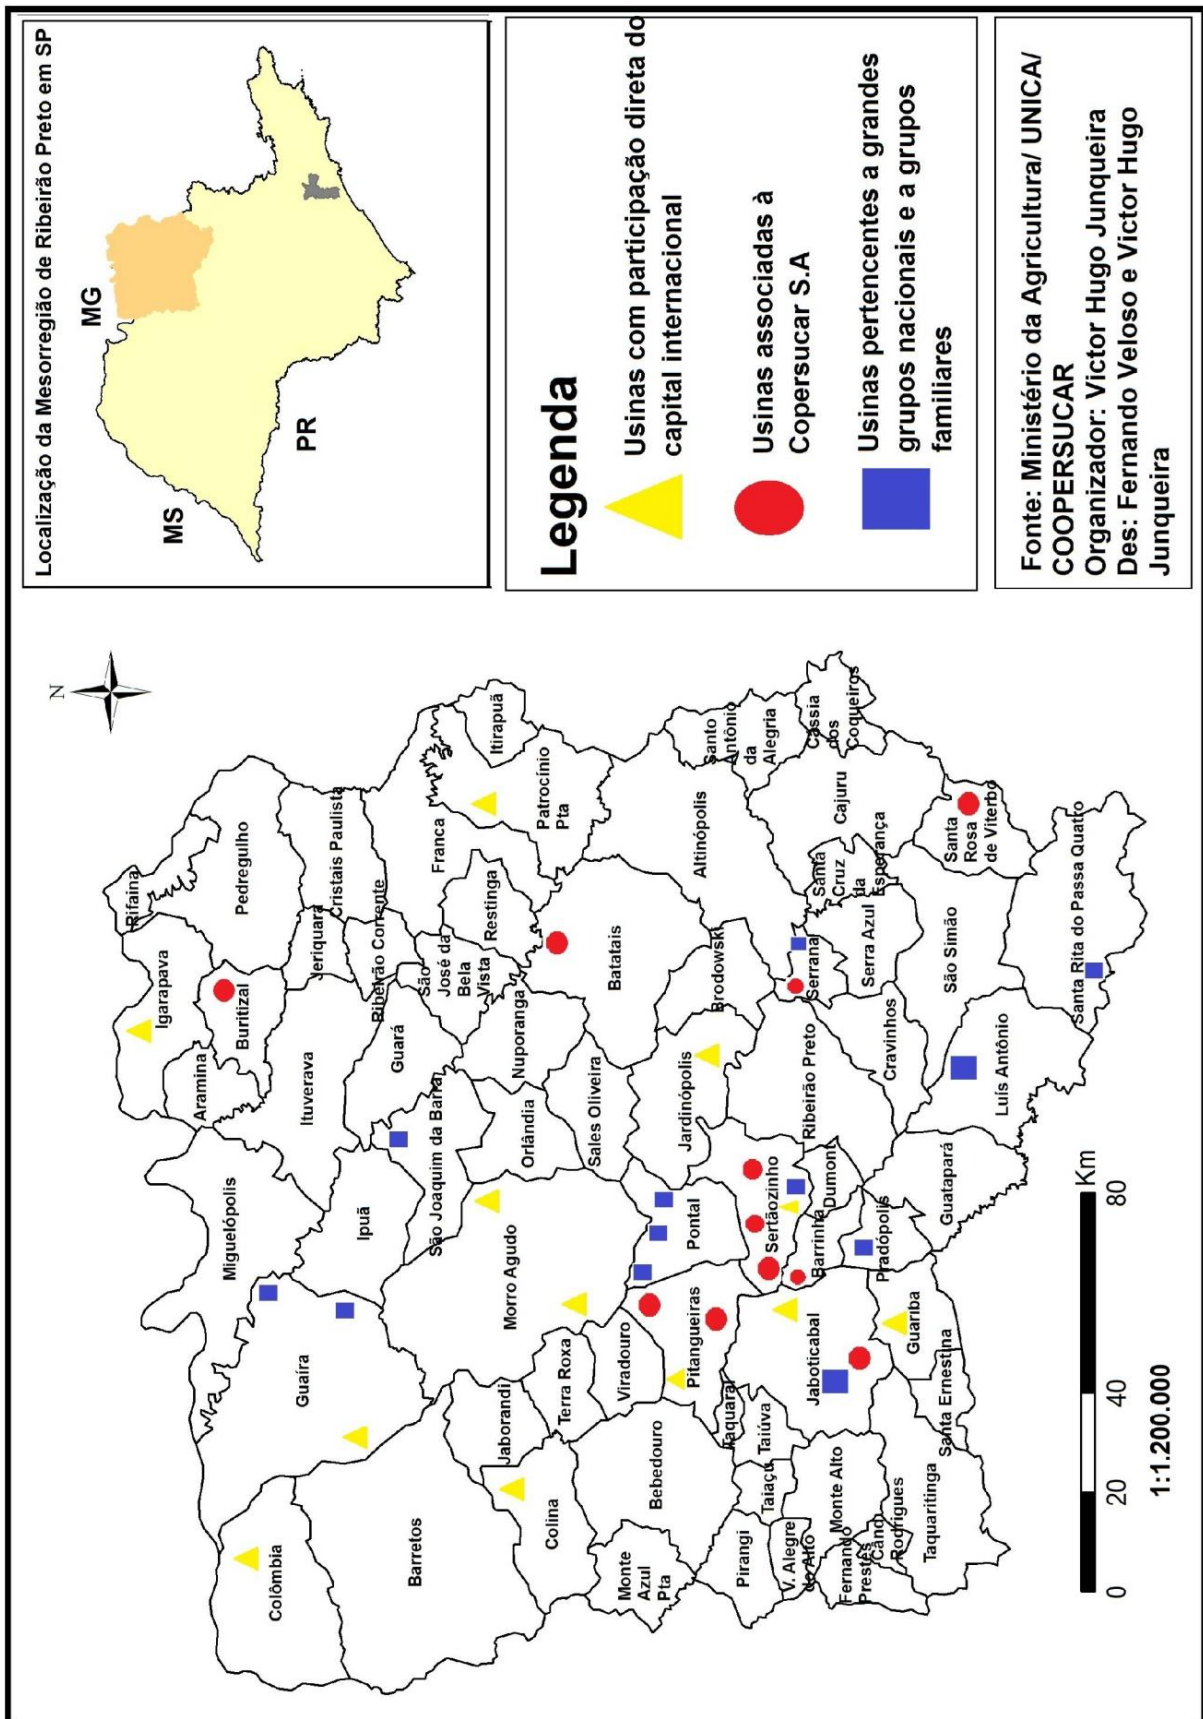 Localização da Mesorregião de Ribeirão Preto em SP
MG
MS
PR
N
Legenda
Usinas com participação direta do
capital internacional
Usinas associadas à
Copersucar S.A
Usinas pertencentes a grandes
grupos nacionais e a grupos
familiares
Fonte: Ministério da Agricultura/ UNICA/
COOPERSUCAR
Organizador: Victor Hugo Junqueira
Des: Fernando Veloso e Victor Hugo
Junqueira
Rifaina
Igarapava
Pedregulho
Buritizal
Aramina
Cristais Paulista
Jeriquara
Ituverava
Miguelópolis
Ribeirão Corrente
Franca
Guará
Itirapuã
São
José da
Bela
Vista
Restinga
Patrocínio
Pta
Ipuã
São Joaquim da Barra
Nuporanga
Orlândia
Guaíra
Colômbia
Barretos
Morro Agudo
Sales Oliveira
Batatais
Jaborandi
Colina
Terra Roxa
Viradouro
Bebedouro
Monte
Azul
Pta
Pitangueiras
Pontal
Jardinópolis
Brodowski
Altinópolis
Santo
Antônio
da
Alegria
Cássia
dos
Coqueiros
Cajuru
Santa
Cruz
da
Esperança
Serrana
Serra Azul
Ribeirão Preto
Sertãozinho
Dumont
Barrinha
Cravinhos
São Simão
Santa
Rosa
de Viterbo
Santa Rita do Passa Quatro
Luís Antônio
Guatapará
Pradópolis
Guariba
Jaboticabal
Taquaral
Taiúva
Taiaçu
Pirangi
V. Alegre
do Alto
Monte Alto
Fernando
Prestes
Când
Rodrigues
Taquaritinga
Santa Ernestina
0 20 40 80 Km
1:1.200.000